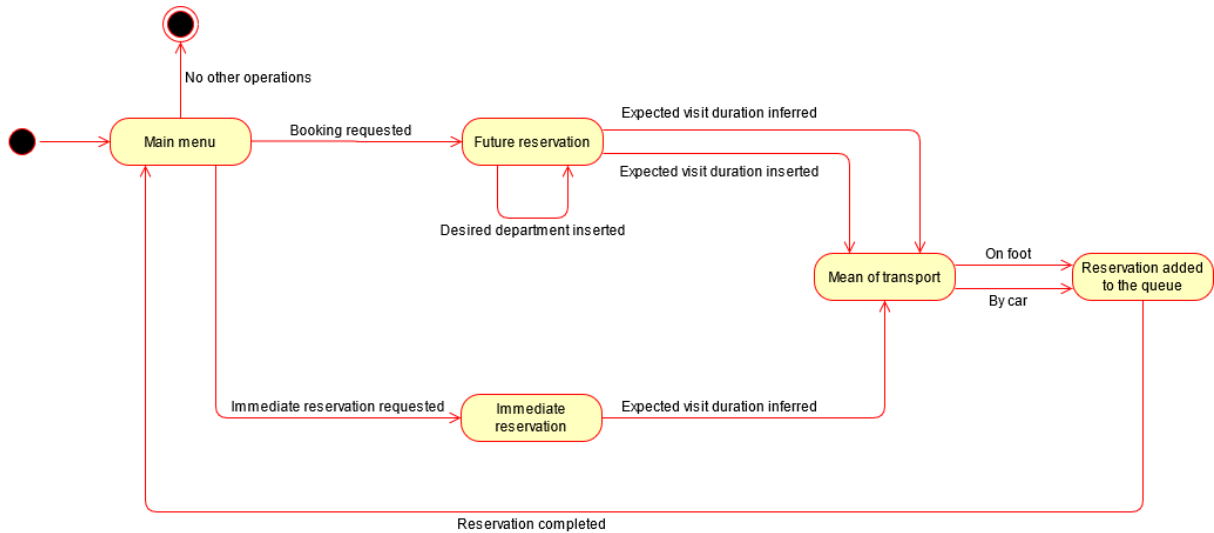 No other operations
Main menu
Booking requested
Future reservation
Expected visit duration inferred
Expected visit duration inserted
Desired department inserted
Mean of transport
On foot
By car
Reservation added
to the queue
Immediate reservation requested
Immediate
reservation
Expected visit duration inferred
Reservation completed